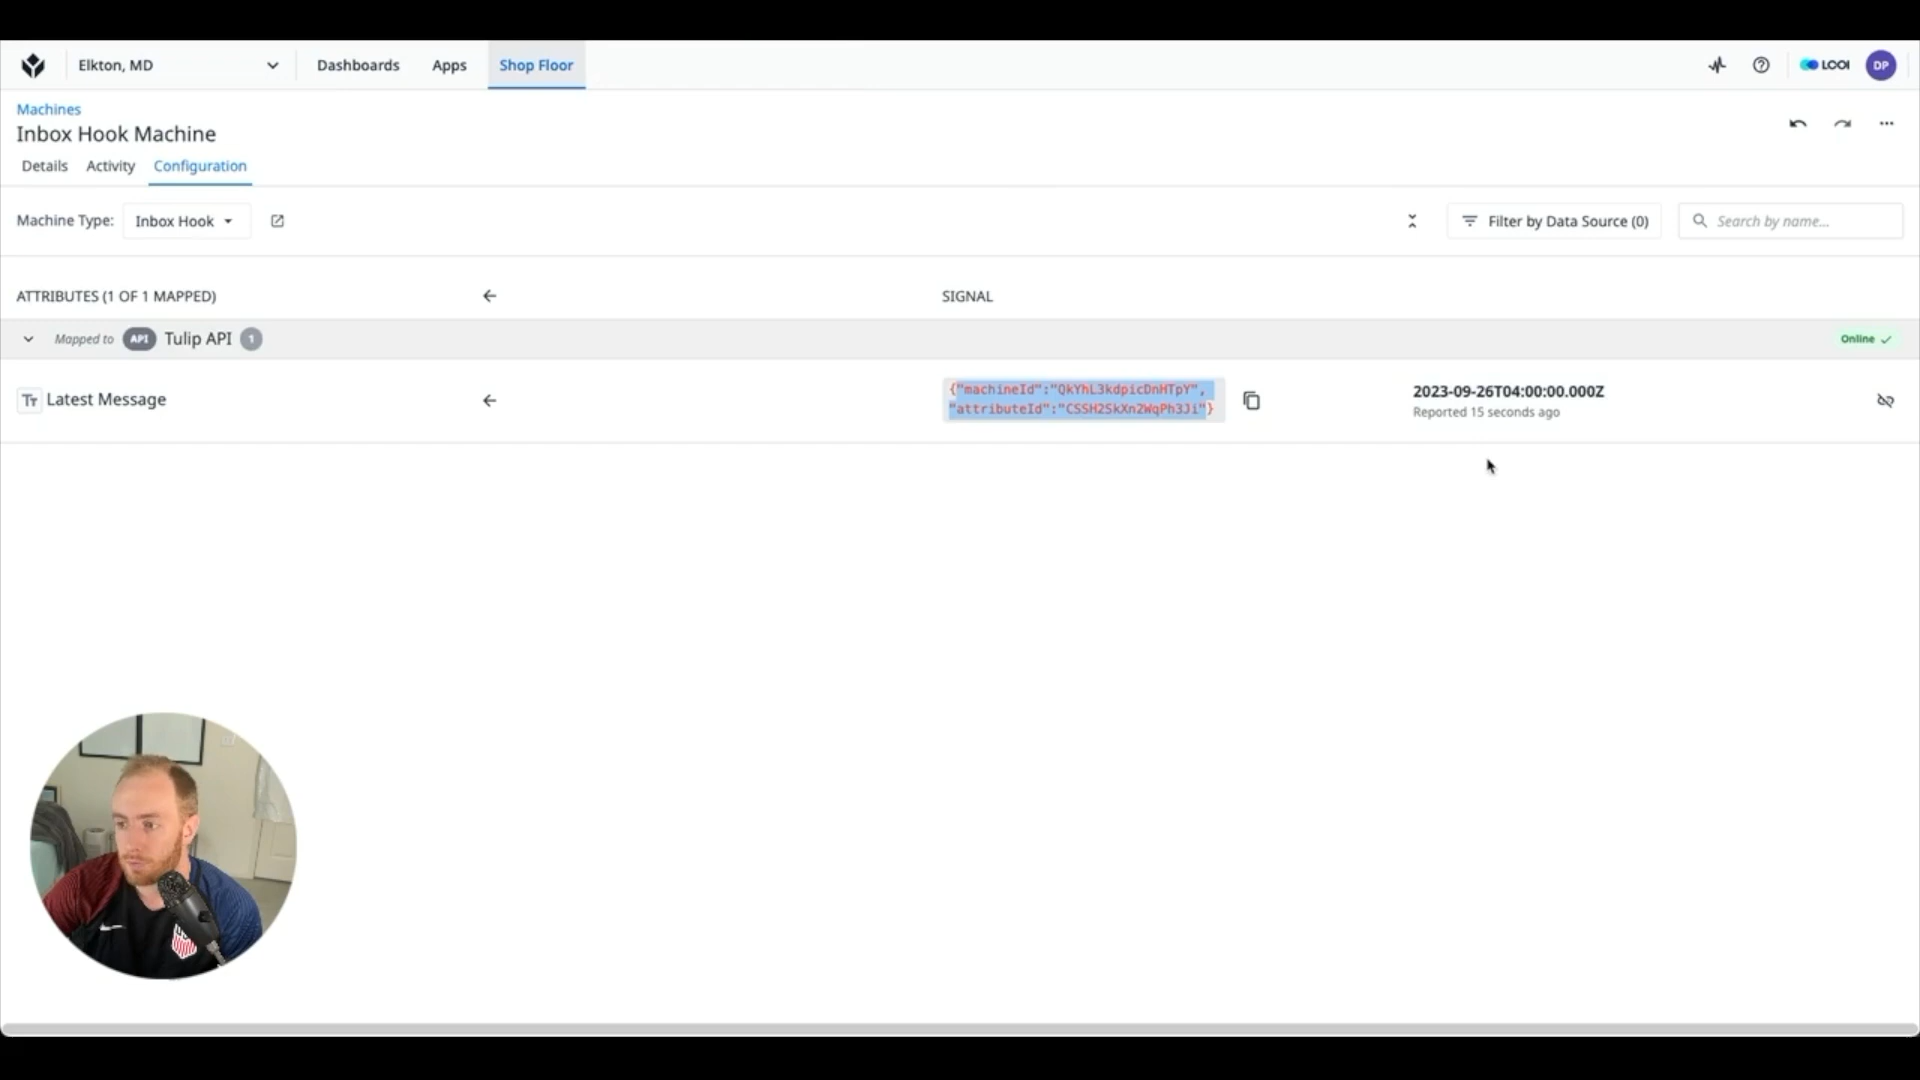 Elkton, MD
Dashboards
Apps
Shop Floor
LOOI
DP
Machines
Inbox Hook Machine
Details
Activity
Configuration
Machine Type:
Inbox Hook
Filter by Data Source (0)
Search by name...
ATTRIBUTES (1 OF 1 MAPPED)
SIGNAL
Mapped to
API
Tulip API
1
Online
Tт Latest Message
{"machineId":"QkYhL3kdpicDnHTpY",
"attributeId":"CSSH2SkXn2WqPh3Ji"}
2023-09-26T04:00:00.000Z
Reported 15 seconds ago